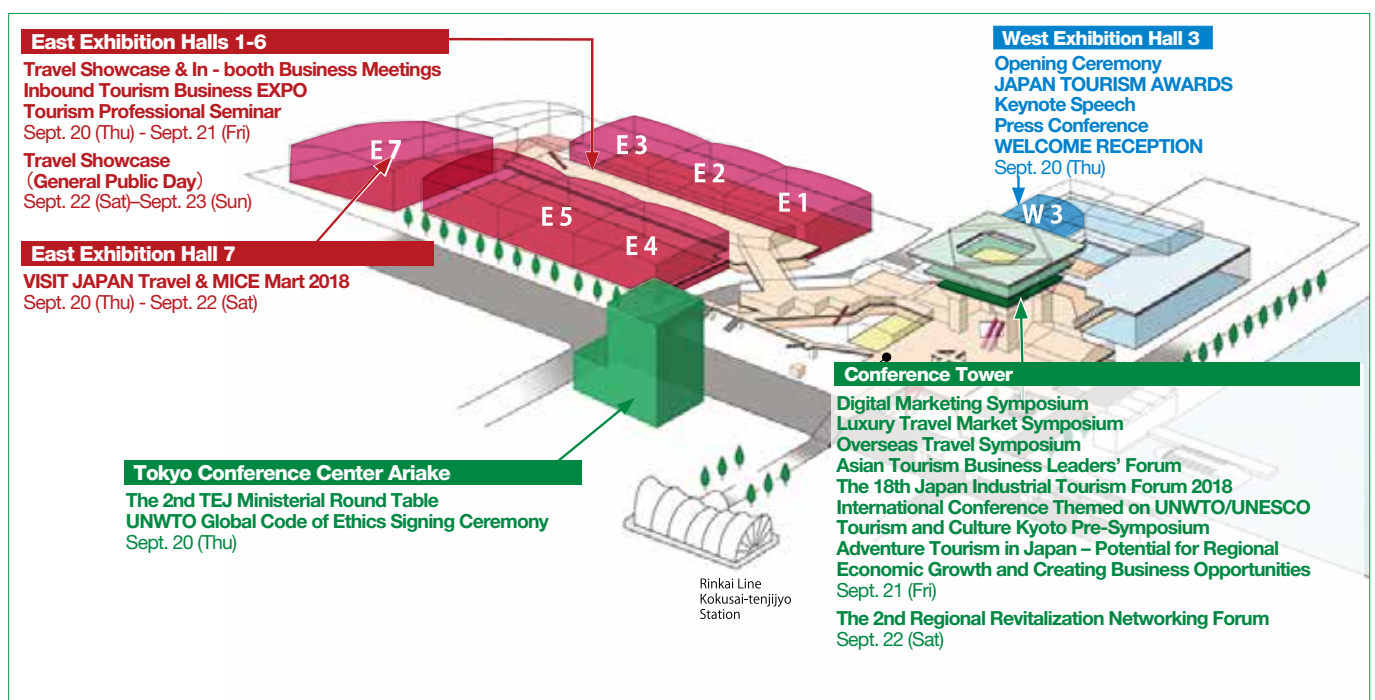 East Exhibition Halls 1-6
Travel Showcase & In - booth Business Meetings
Inbound Tourism Business EXPO
Tourism Professional Seminar
Sept. 20 (Thu) - Sept. 21 (Fri)
Travel Showcase
（General Public Day）
Sept. 22 (Sat)–Sept. 23 (Sun)
East Exhibition Hall 7
VISIT JAPAN Travel & MICE Mart 2018
Sept. 20 (Thu) - Sept. 22 (Sat)
E 7
E 3
E 2
E 1
E 5
E 4
West Exhibition Hall 3
Opening Ceremony
JAPAN TOURISM AWARDS
Keynote Speech
Press Conference
WELCOME RECEPTION
Sept. 20 (Thu)
W 3
Tokyo Conference Center Ariake
The 2nd TEJ Ministerial Round Table
UNWTO Global Code of Ethics Signing Ceremony
Sept. 20 (Thu)
Rinkai Line
Kokusai-tenjijyo
Station
Conference Tower
Digital Marketing Symposium
Luxury Travel Market Symposium
Overseas Travel Symposium
Asian Tourism Business Leaders’ Forum
The 18th Japan Industrial Tourism Forum 2018
International Conference Themed on UNWTO/UNESCO
Tourism and Culture Kyoto Pre-Symposium
Adventure Tourism in Japan – Potential for Regional
Economic Growth and Creating Business Opportunities
Sept. 21 (Fri)
The 2nd Regional Revitalization Networking Forum
Sept. 22 (Sat)